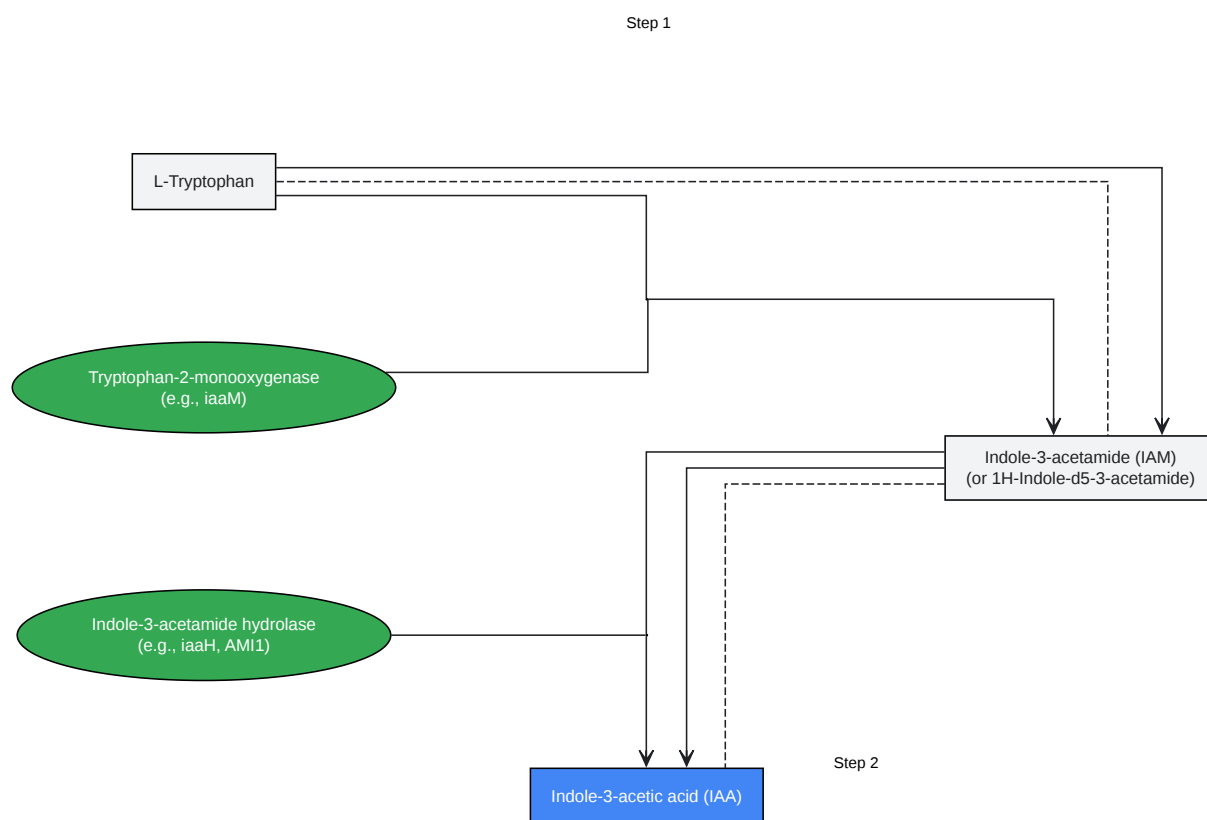 Step 1
L-Tryptophan
Tryptophan-2-monooxygenase
(e.g., iaaM)
Indole-3-acetamide (IAM)
(or 1H-Indole-d5-3-acetamide)
Indole-3-acetamide hydrolase
(e.g., iaaH, AMI1)
Step 2
Indole-3-acetic acid (IAA)